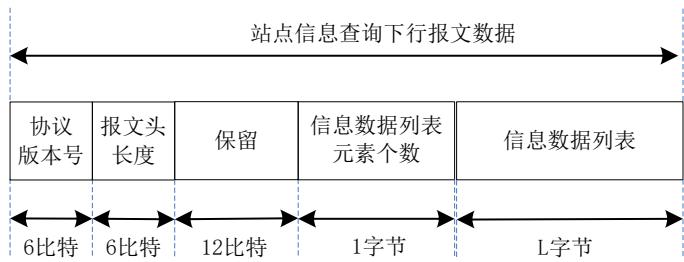 站点信息查询下行报文数据
协议
版本号
报文头
长度
保留
信息数据列表
元素个数
信息数据列表
6比特
6比特
12比特
1字节
L字节